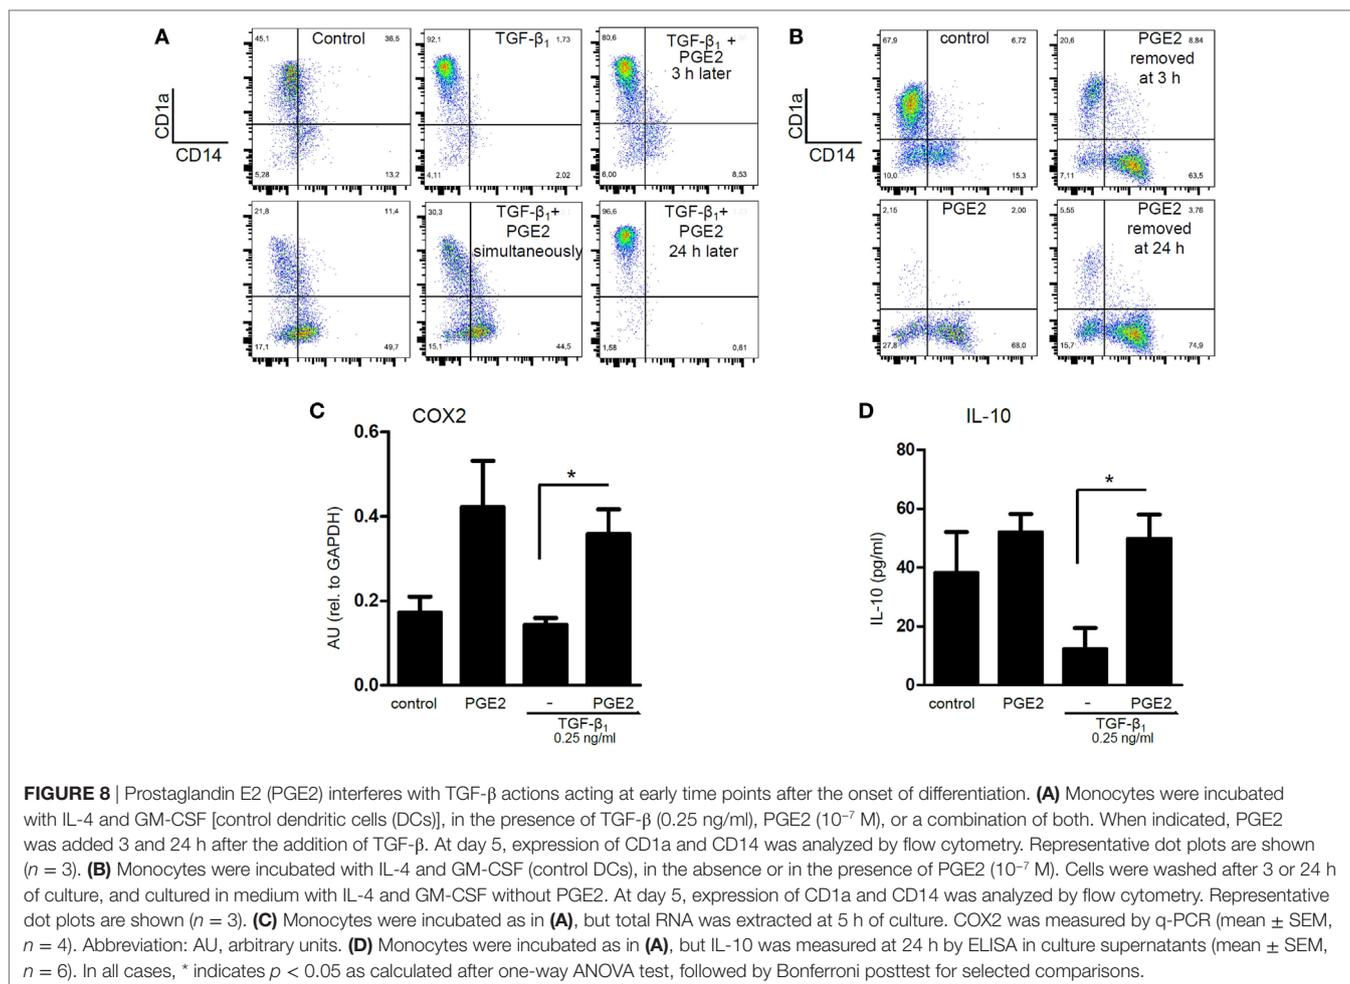 A
CD1a
CD14
45,1 Control 36,5
5,28 13,2
92,1 TGF-β1 1,73
4,11 2,02
80,6 TGF-β1 +
PGE2
3 h later
6,00 8,53
21,8 11,4
17,1 49,7
30,3 TGF-β1+
PGE2
simultaneously
15,1 44,5
96,6 TGF-β1+
PGE2
24 h later
1,58 0,61
B
CD1a
CD14
67,9 control 6,72
10,0 15,3
20,6 PGE2 8,84
removed
at 3 h
7,11 63,5
2,15 PGE2 2,00
27,8 68,0
5,55 PGE2 3,76
removed
at 24 h
15,7 74,9
C COX2
AU (rel. to GAPDH)
0.6
0.4
0.2
0.0
control PGE2 - PGE2
*
TGF-β1
0.25 ng/ml
D IL-10
IL-10 (pg/ml)
80
60
40
20
0
control PGE2 - PGE2
*
TGF-β1
0.25 ng/ml
FIGURE 8 | Prostaglandin E2 (PGE2) interferes with TGF-β actions acting at early time points after the onset of differentiation. (A) Monocytes were incubated
with IL-4 and GM-CSF [control dendritic cells (DCs)], in the presence of TGF-β (0.25 ng/ml), PGE2 (10⁻⁷ M), or a combination of both. When indicated, PGE2
was added 3 and 24 h after the addition of TGF-β. At day 5, expression of CD1a and CD14 was analyzed by flow cytometry. Representative dot plots are shown
(n = 3). (B) Monocytes were incubated with IL-4 and GM-CSF (control DCs), in the absence or in the presence of PGE2 (10⁻⁷ M). Cells were washed after 3 or 24 h
of culture, and cultured in medium with IL-4 and GM-CSF without PGE2. At day 5, expression of CD1a and CD14 was analyzed by flow cytometry. Representative
dot plots are shown (n = 3). (C) Monocytes were incubated as in (A), but total RNA was extracted at 5 h of culture. COX2 was measured by q-PCR (mean ± SEM,
n = 4). Abbreviation: AU, arbitrary units. (D) Monocytes were incubated as in (A), but IL-10 was measured at 24 h by ELISA in culture supernatants (mean ± SEM,
n = 6). In all cases, * indicates p < 0.05 as calculated after one-way ANOVA test, followed by Bonferroni posttest for selected comparisons.